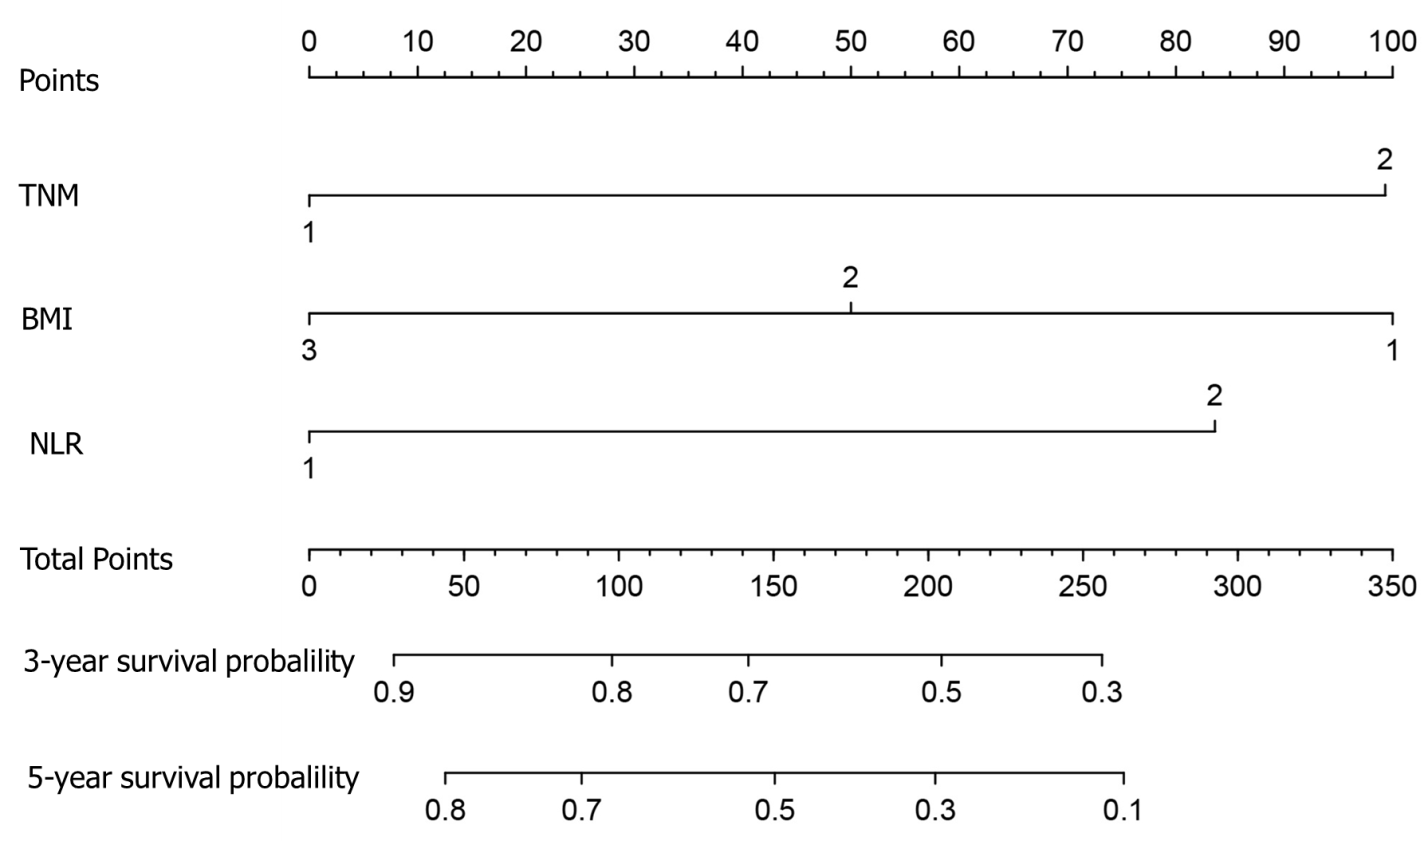 0 10 20 30 40 50 60 70 80 90 100
Points
2
TNM
1
2
BMI
3 1
2
NLR
1
Total Points
0 50 100 150 200 250 300 350
3-year survival probalility
0.9 0.8 0.7 0.5 0.3
5-year survival probalility
0.8 0.7 0.5 0.3 0.1